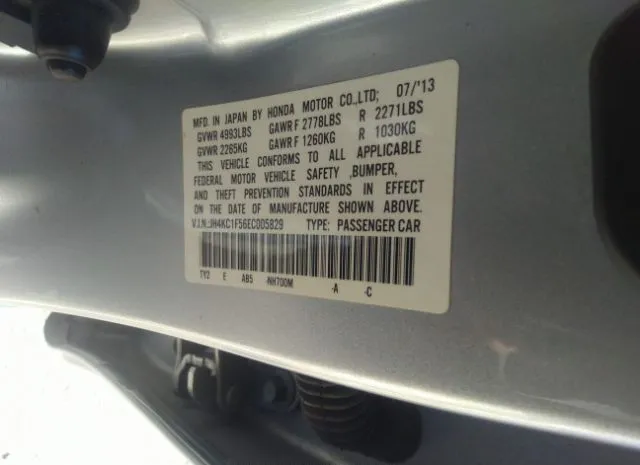 MFD. IN JAPAN BY HONDA MOTOR CO.,LTD; 07/'13
GVWR 4993LBS GAWR F 2778LBS R 2271LBS
GVWR 2265KG GAWR F 1260KG R 1030KG
THIS VEHICLE CONFORMS TO ALL APPLICABLE
FEDERAL MOTOR VEHICLE SAFETY ,BUMPER,
AND THEFT PREVENTION STANDARDS IN EFFECT
ON THE DATE OF MANUFACTURE SHOWN ABOVE.
V.I.N.:JH4KC1F56EC005829 TYPE: PASSENGER CAR
TY2 E AB5 -NH700M -A -C